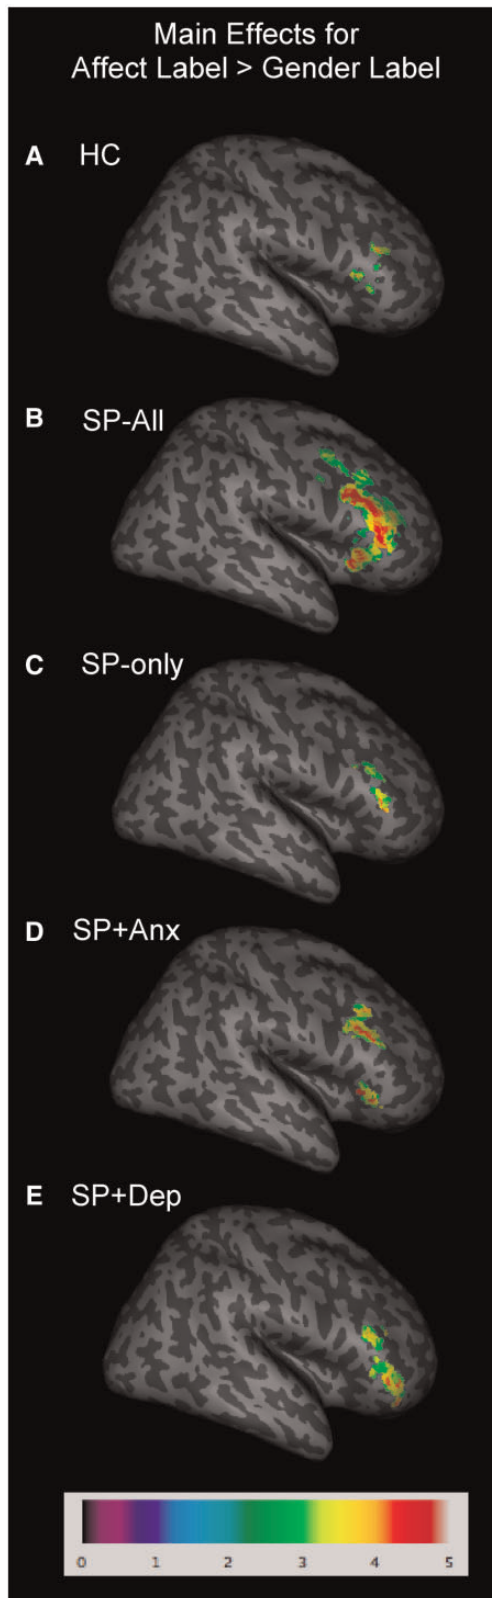 Main Effects for
Affect Label > Gender Label
A HC
B SP-All
C SP-only
D SP+Anx
E SP+Dep
0 1 2 3 4 5